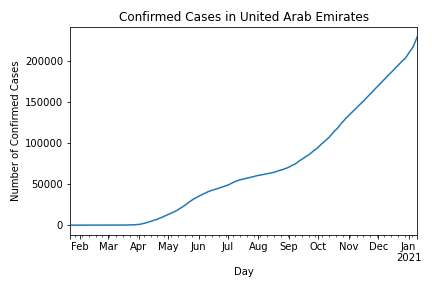 Confirmed Cases in United Arab Emirates
Number of Confirmed Cases
200000
150000
100000
50000
0
Feb Mar Apr May Jun Jul Aug Sep Oct Nov Dec Jan
2021
Day